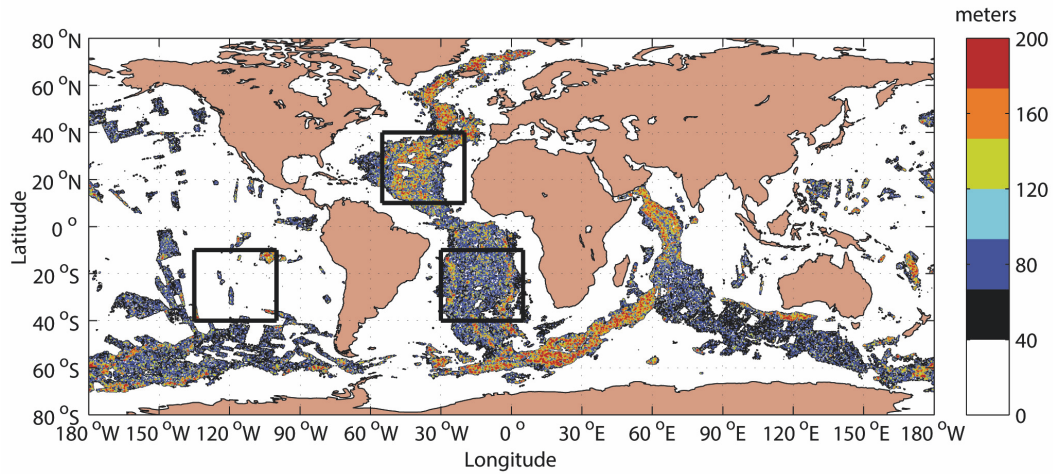 meters
80 °N
60 °N
40 °N
20 °N
0 °
20 °S
40 °S
60 °S
80 °S
Latitude
180 °W 150 °W 120 °W 90 °W 60 °W 30 °W 0 ° 30 °E 60 °E 90 °E 120 °E 150 °E 180 °W
Longitude
200
160
120
80
40
0